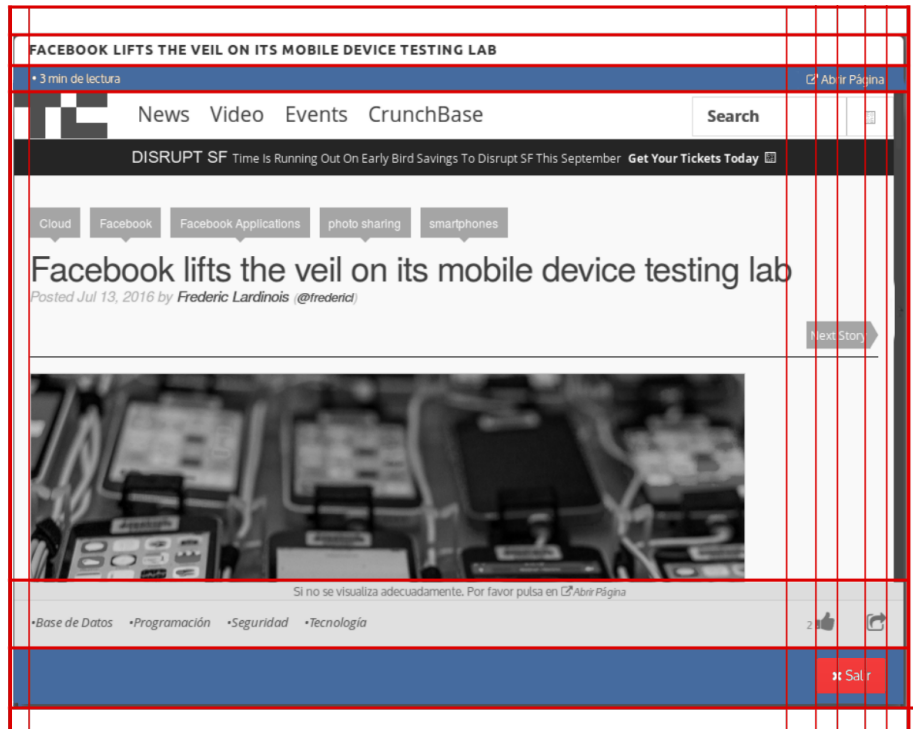 FACEBOOK LIFTS THE VEIL ON ITS MOBILE DEVICE TESTING LAB
• 3 min de lectura Abrir Página
TC News Video Events CrunchBase Search
DISRUPT SF Time Is Running Out On Early Bird Savings To Disrupt SF This September Get Your Tickets Today
Cloud Facebook Facebook Applications photo sharing smartphones
Facebook lifts the veil on its mobile device testing lab
Posted Jul 13, 2016 by Frederic Lardinois (@fredericl)
Next Story
Si no se visualiza adecuadamente. Por favor pulsa en Abrir Página
•Base de Datos •Programación •Seguridad •Tecnología 2
✖ Salir